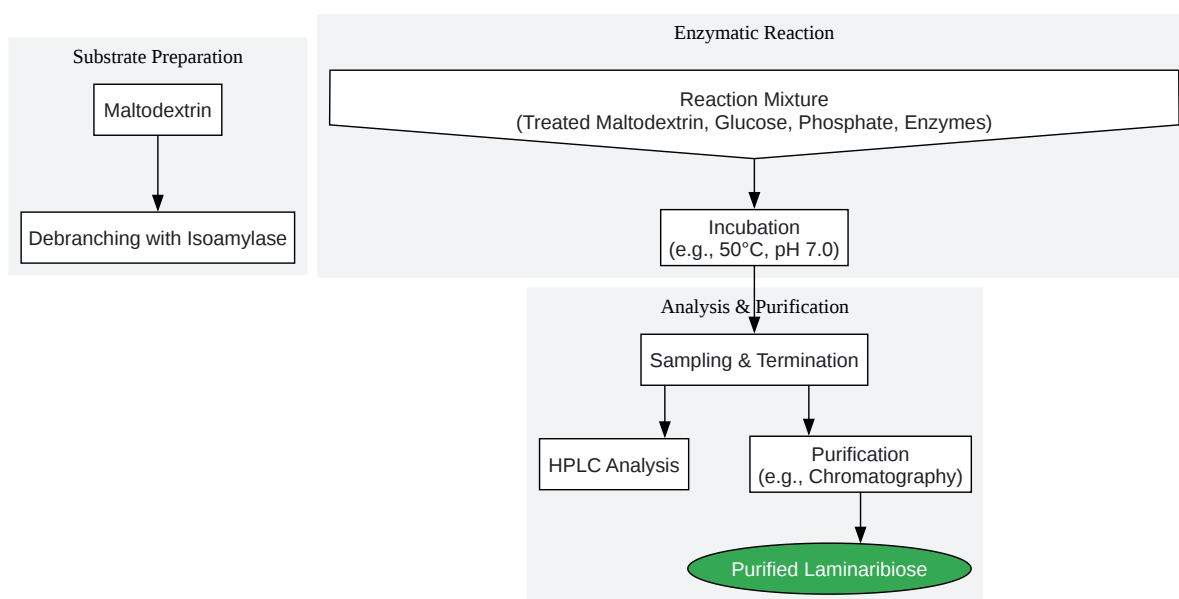 Substrate Preparation
Maltodextrin
Debranching with Isoamylase
Enzymatic Reaction
Reaction Mixture
(Treated Maltodextrin, Glucose, Phosphate, Enzymes)
Incubation
(e.g., 50°C, pH 7.0)
Analysis & Purification
Sampling & Termination
HPLC Analysis
Purification
(e.g., Chromatography)
Purified Laminaribiose